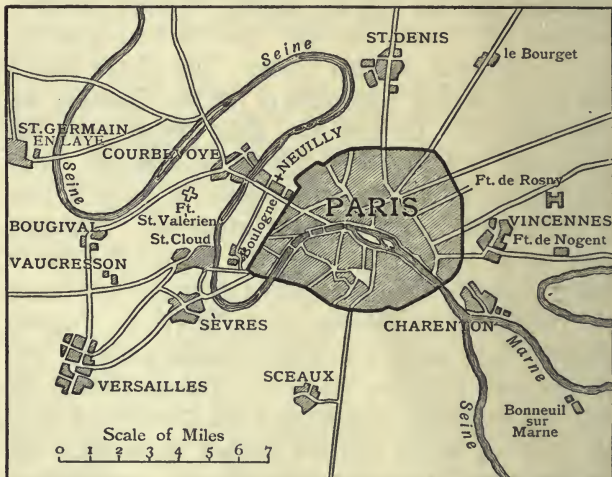 Seine
ST. DENIS
le Bourget
ST. GERMAIN
EN LAYE
Seine
COURBEVOYE
NEUILLY
Ft. de Rosny
Ft.
St. Valérien
Boulogne
PARIS
VINCENNES
BOUGIVAL
St. Cloud
Ft. de Nogent
VAUCRESSON
SÈVRES
CHARENTON
Marne
VERSAILLES
SCEAUX
Seine
Bonneuil
sur
Marne
Scale of Miles
0 1 2 3 4 5 6 7